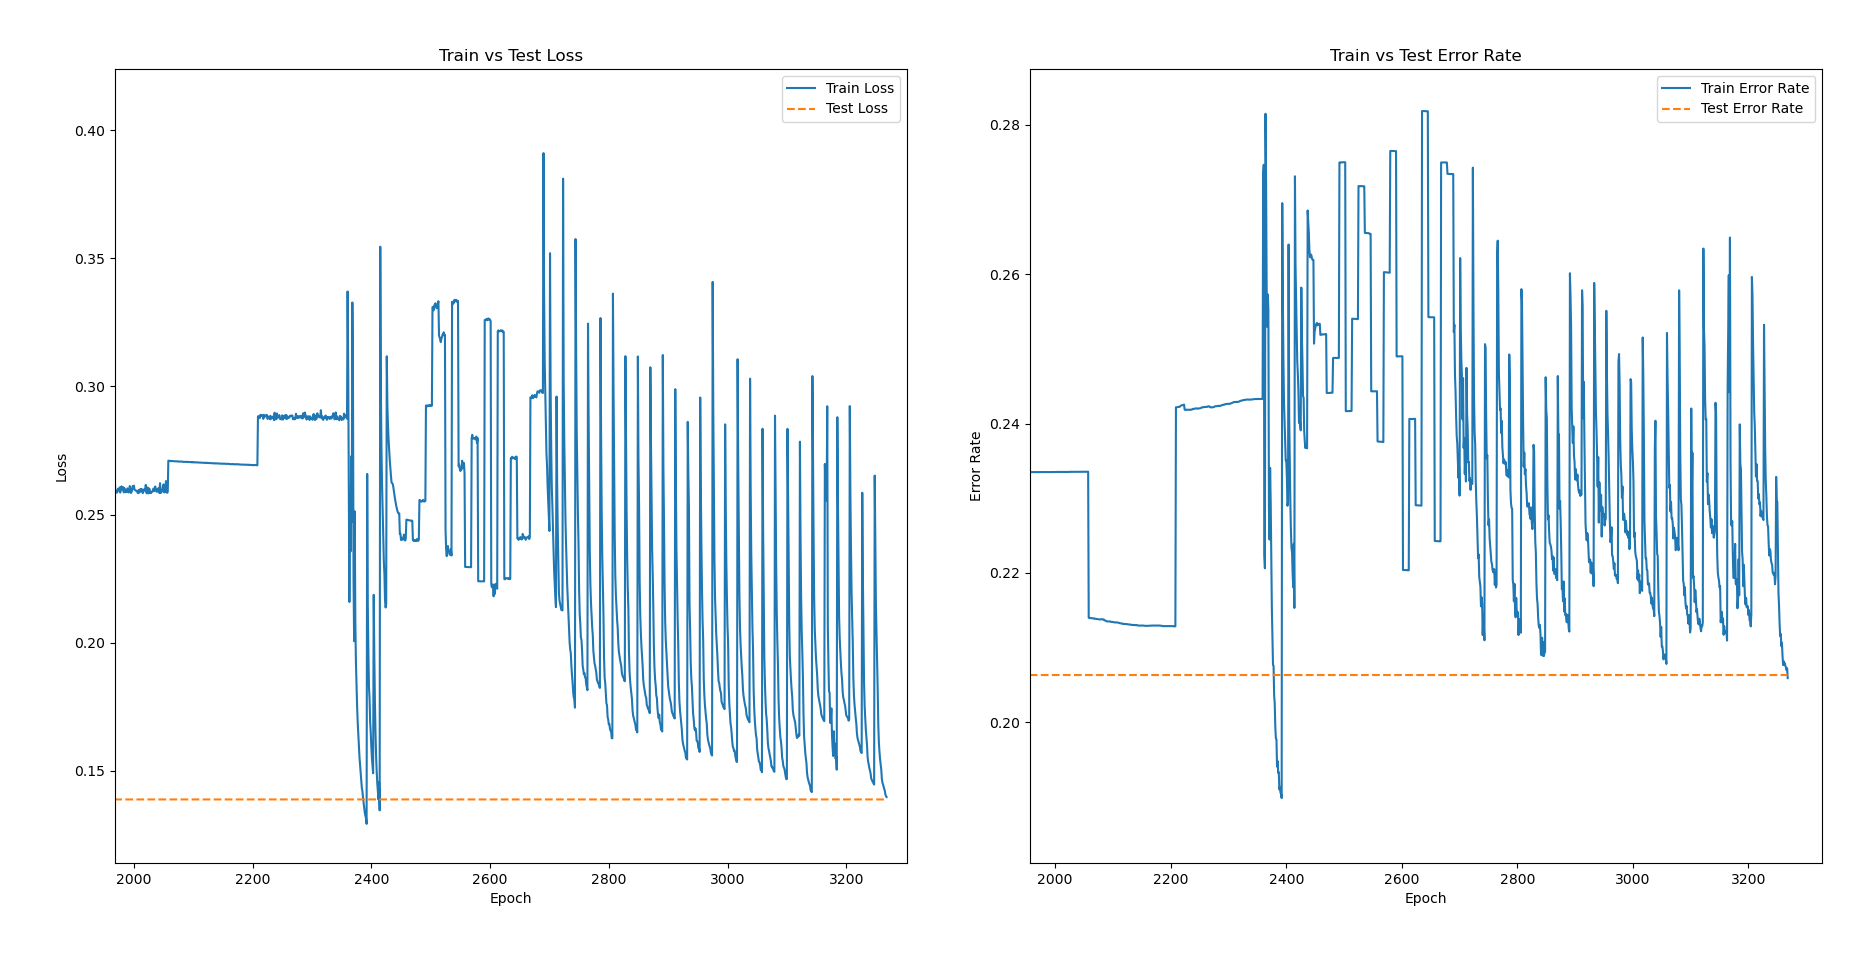 Train vs Test Loss
Train Loss
Test Loss
0.40
0.35
0.30
0.25
0.20
0.15
Loss
2000 2200 2400 2600 2800 3000 3200
Epoch
Train vs Test Error Rate
Train Error Rate
Test Error Rate
0.28
0.26
0.24
0.22
0.20
Error Rate
2000 2200 2400 2600 2800 3000 3200
Epoch